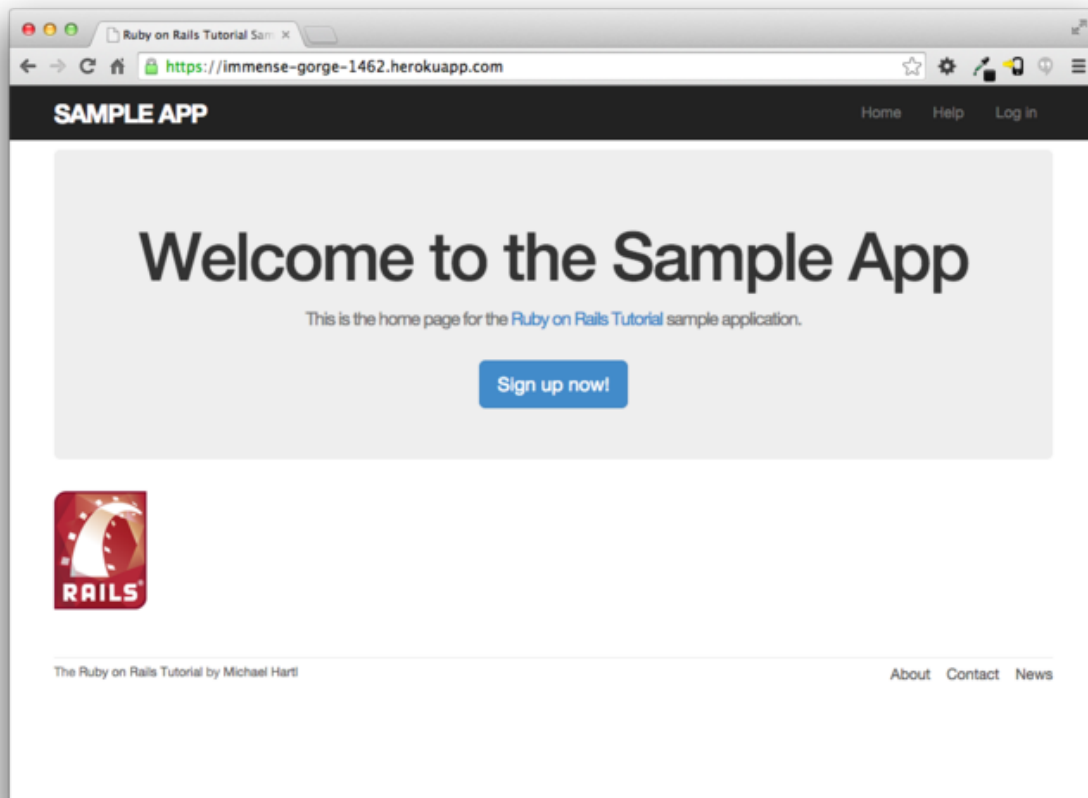 Ruby on Rails Tutorial Sam
https://immense-gorge-1462.herokuapp.com
SAMPLE APP
Home Help Log in
Welcome to the Sample App
This is the home page for the Ruby on Rails Tutorial sample application.
Sign up now!
RAILS
The Ruby on Rails Tutorial by Michael Hartl
About Contact News